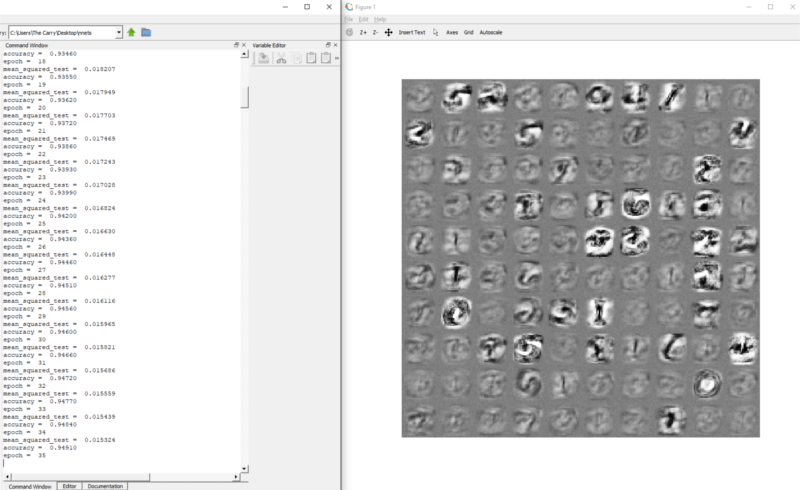 ry: C:\Users\The Carry\Desktop\nnets
Command Window
Variable Editor
accuracy = 0.93460
epoch = 18
mean_squared_test = 0.018207
accuracy = 0.93550
epoch = 19
mean_squared_test = 0.017949
accuracy = 0.93620
epoch = 20
mean_squared_test = 0.017703
accuracy = 0.93720
epoch = 21
mean_squared_test = 0.017469
accuracy = 0.93860
epoch = 22
mean_squared_test = 0.017243
accuracy = 0.93930
epoch = 23
mean_squared_test = 0.017028
accuracy = 0.93990
epoch = 24
mean_squared_test = 0.016824
accuracy = 0.94200
epoch = 25
mean_squared_test = 0.016630
accuracy = 0.94360
epoch = 26
mean_squared_test = 0.016448
accuracy = 0.94460
epoch = 27
mean_squared_test = 0.016277
accuracy = 0.94510
epoch = 28
mean_squared_test = 0.016116
accuracy = 0.94560
epoch = 29
mean_squared_test = 0.015965
accuracy = 0.94600
epoch = 30
mean_squared_test = 0.015821
accuracy = 0.94660
epoch = 31
mean_squared_test = 0.015686
accuracy = 0.94720
epoch = 32
mean_squared_test = 0.015559
accuracy = 0.94770
epoch = 33
mean_squared_test = 0.015439
accuracy = 0.94840
epoch = 34
mean_squared_test = 0.015324
accuracy = 0.94910
epoch = 35
Command Window Editor Documentation
Figure 1
File Edit Help
Z+ Z- Insert Text Axes Grid Autoscale